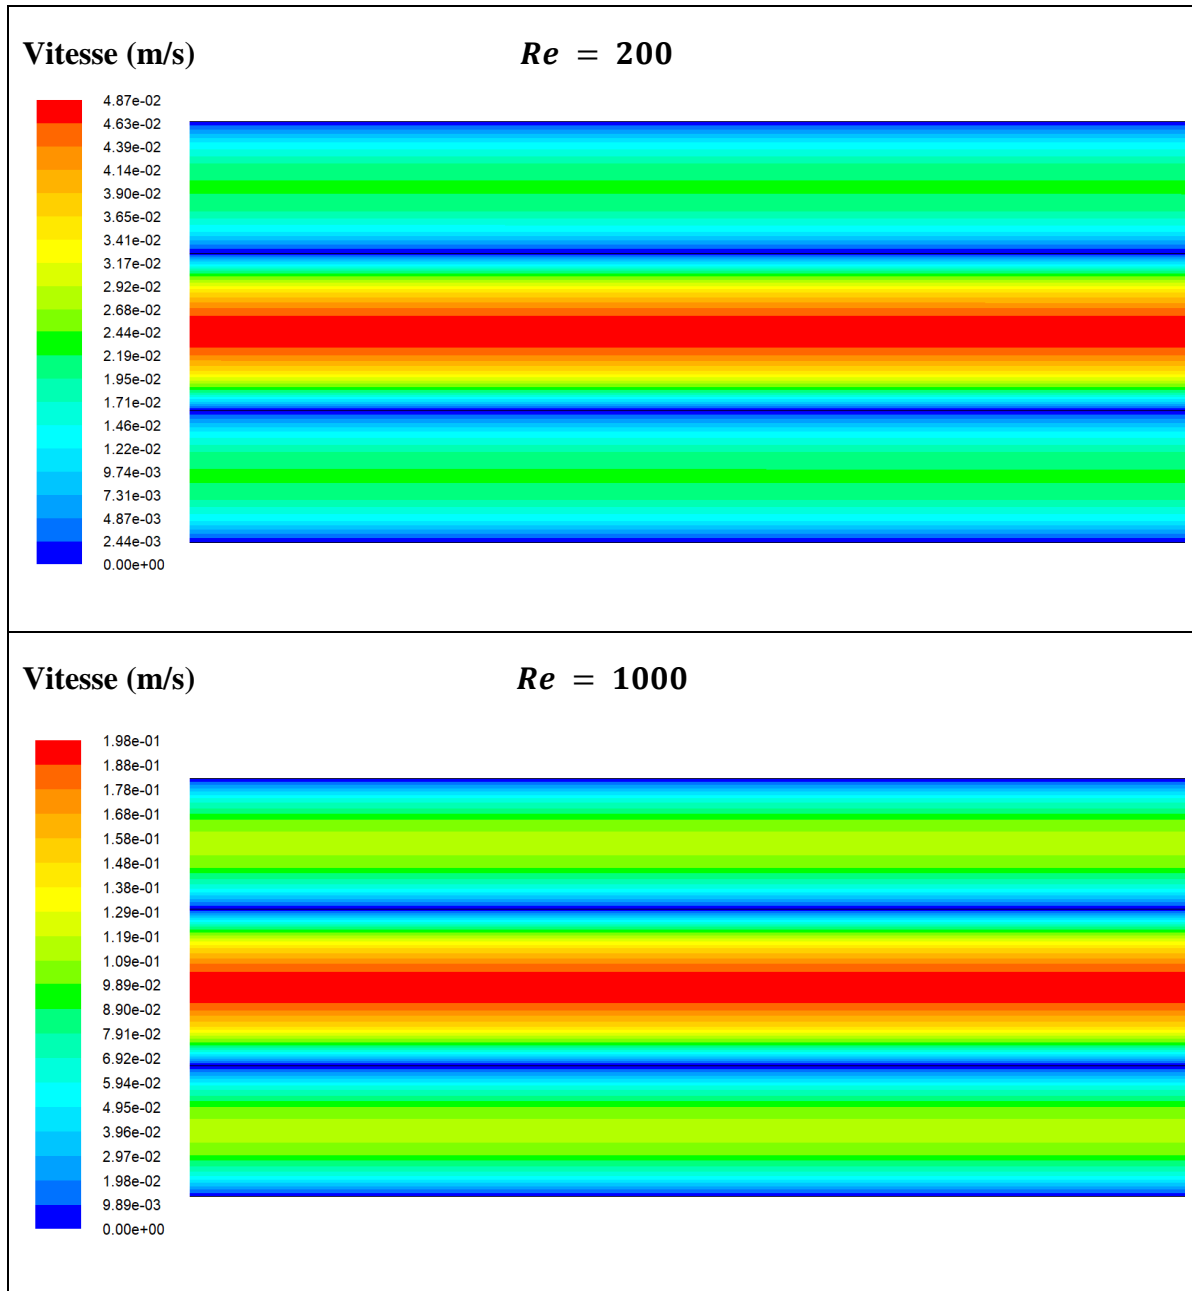 Vitesse (m/s)
Re = 200
4.87e-02
4.63e-02
4.39e-02
4.14e-02
3.90e-02
3.65e-02
3.41e-02
3.17e-02
2.92e-02
2.68e-02
2.44e-02
2.19e-02
1.95e-02
1.71e-02
1.46e-02
1.22e-02
9.74e-03
7.31e-03
4.87e-03
2.44e-03
0.00e+00
Vitesse (m/s)
Re = 1000
1.98e-01
1.88e-01
1.78e-01
1.68e-01
1.58e-01
1.48e-01
1.38e-01
1.29e-01
1.19e-01
1.09e-01
9.89e-02
8.90e-02
7.91e-02
6.92e-02
5.94e-02
4.95e-02
3.96e-02
2.97e-02
1.98e-02
9.89e-03
0.00e+00